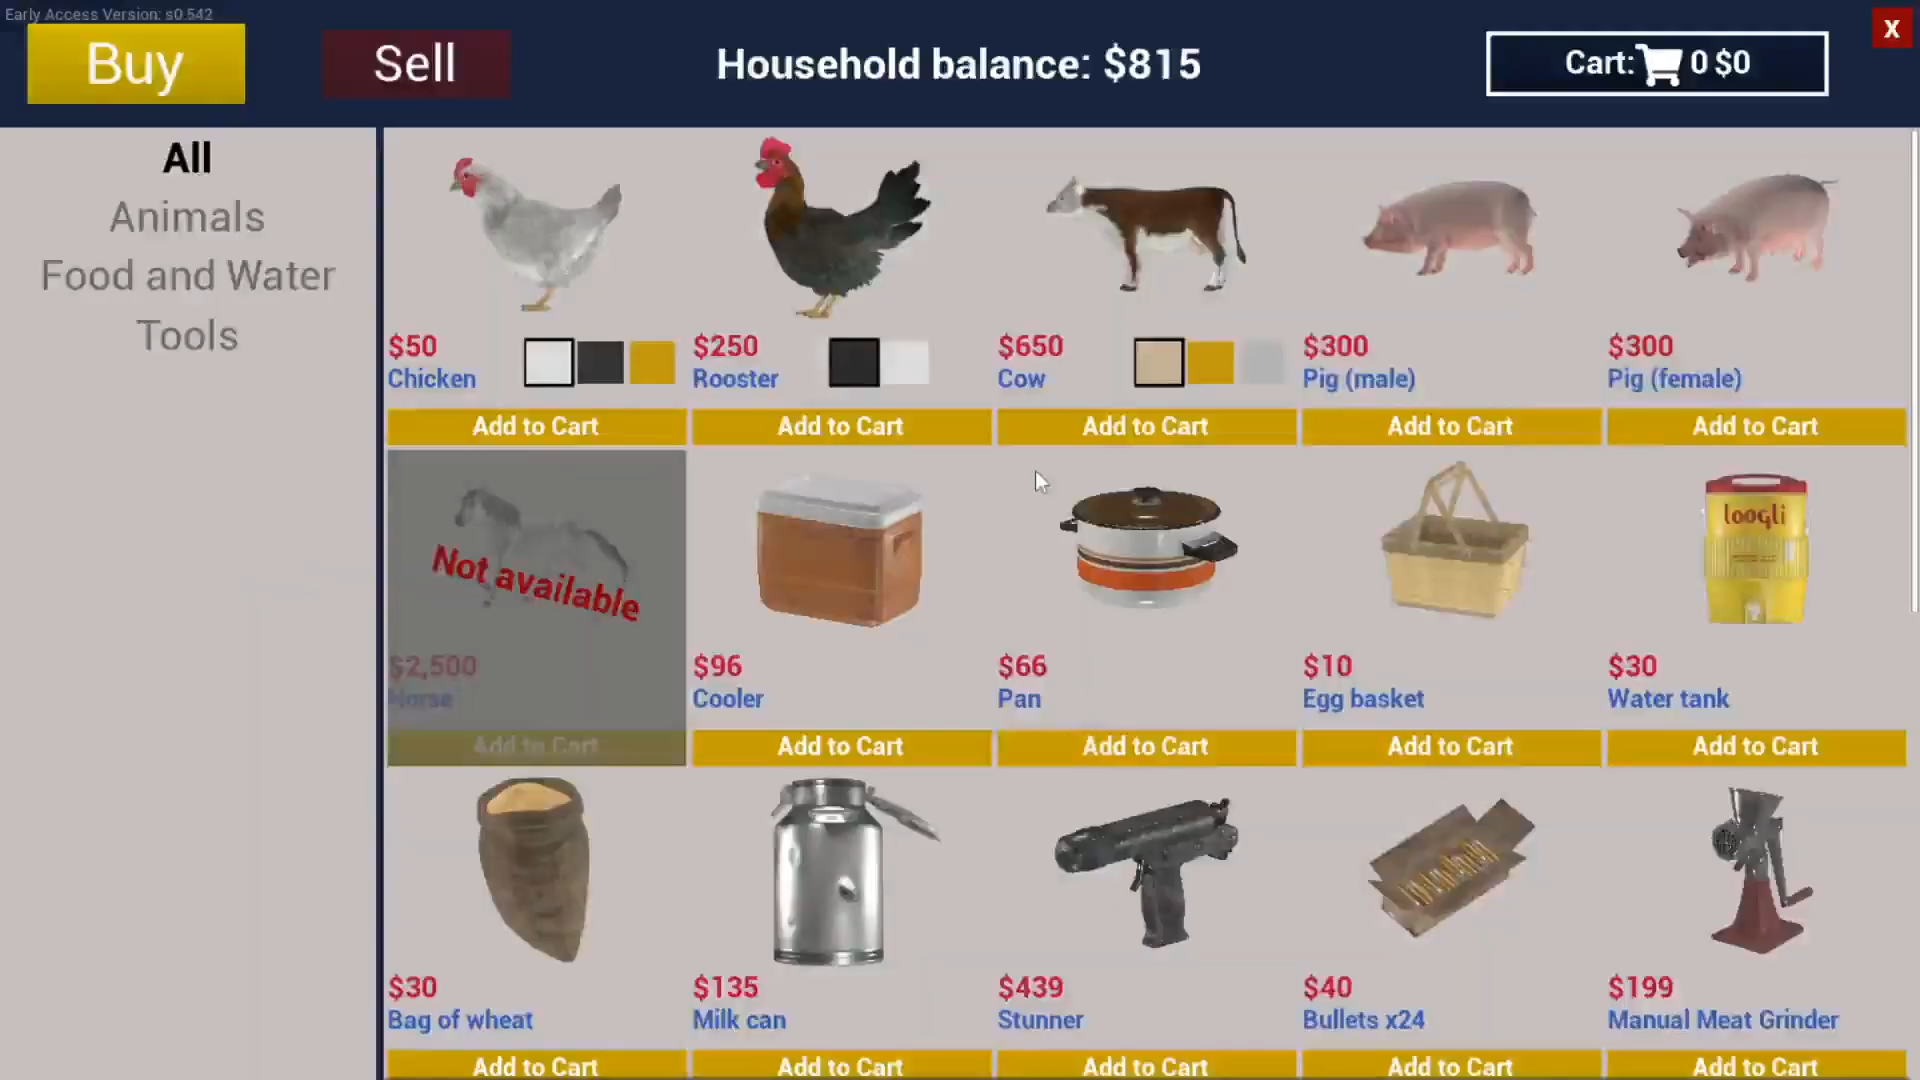 Early Access Version: s0.542
Buy
Sell
Household balance: $815
Cart: 0 $0
X
All
Animals
Food and Water
Tools
$50
Chicken
Add to Cart
$250
Rooster
Add to Cart
$650
Cow
Add to Cart
$300
Pig (male)
Add to Cart
$300
Pig (female)
Add to Cart
Not available
$2,500
Horse
Add to Cart
$96
Cooler
Add to Cart
$66
Pan
Add to Cart
$10
Egg basket
Add to Cart
loogli
$30
Water tank
Add to Cart
$30
Bag of wheat
Add to Cart
$135
Milk can
Add to Cart
$439
Stunner
Add to Cart
$40
Bullets x24
Add to Cart
$199
Manual Meat Grinder
Add to Cart